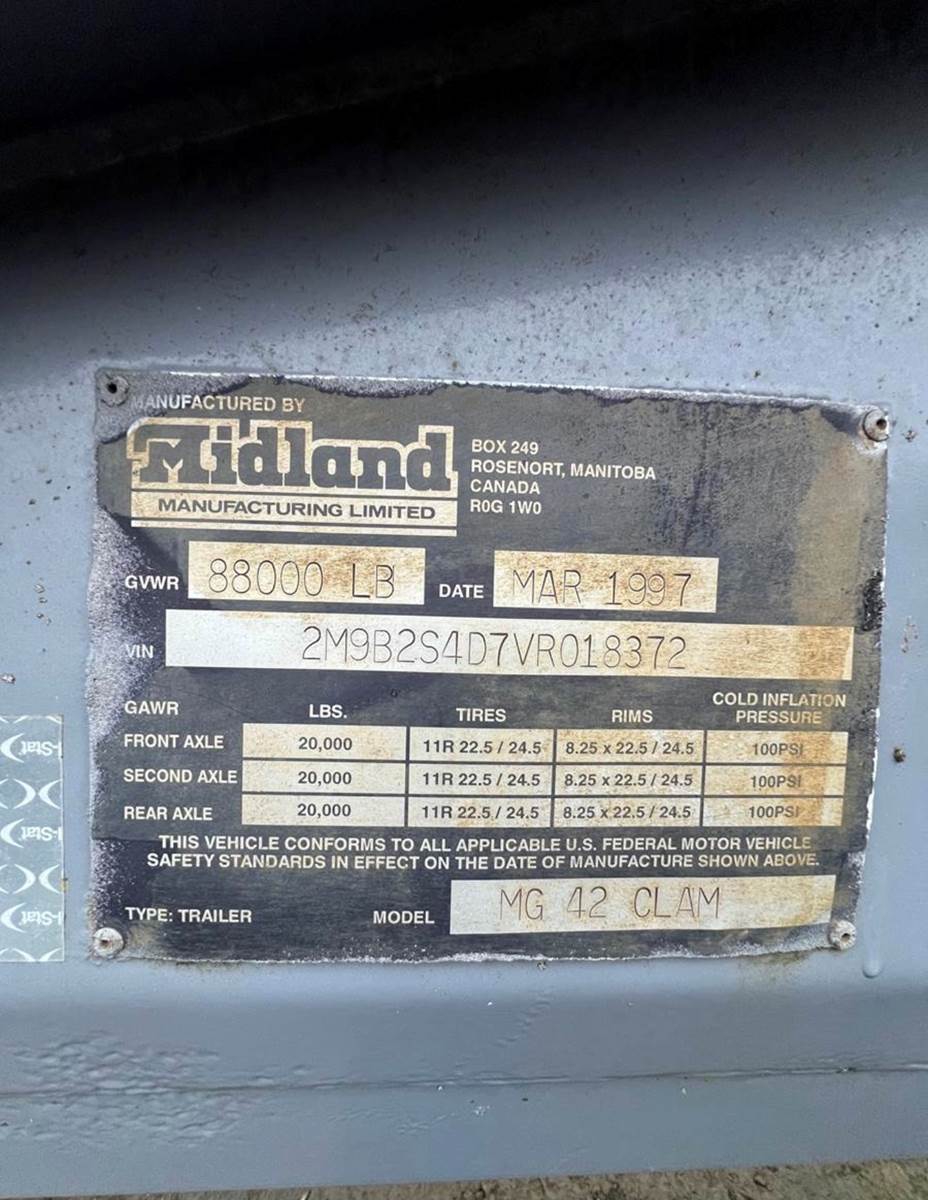 MANUFACTURED BY
Midland
MANUFACTURING LIMITED
BOX 249
ROSENORT, MANITOBA
CANADA
R0G 1W0
GVWR 88000 LB DATE MAR 1997
VIN 2M9B2S4D7VR018372
GAWR LBS. TIRES RIMS COLD INFLATION PRESSURE
FRONT AXLE 20,000 11R 22.5 / 24.5 8.25 x 22.5 / 24.5 100PSI
SECOND AXLE 20,000 11R 22.5 / 24.5 8.25 x 22.5 / 24.5 100PSI
REAR AXLE 20,000 11R 22.5 / 24.5 8.25 x 22.5 / 24.5 100PSI
THIS VEHICLE CONFORMS TO ALL APPLICABLE U.S. FEDERAL MOTOR VEHICLE
SAFETY STANDARDS IN EFFECT ON THE DATE OF MANUFACTURE SHOWN ABOVE.
TYPE: TRAILER MODEL MG 42 CLAM